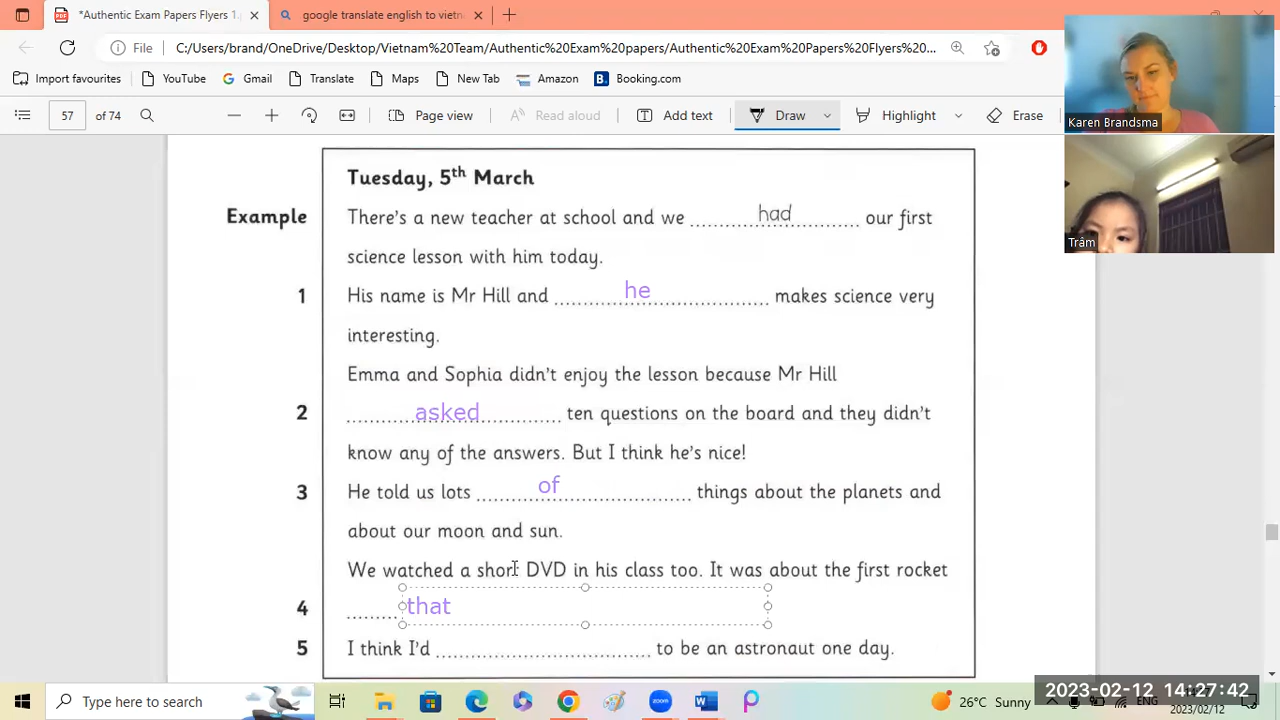 *Authentic Exam Papers Flyers 1.
google translate english to vietn
File
C:/Users/brand/OneDrive/Desktop/Vietnam%20Team/Authentic%20Exam%20papers/Authentic%20Exam%20Papers%20Flyers%20...
Import favourites
YouTube
Gmail
Translate
Maps
New Tab
Amazon
B. Booking.com
57 of 74
Page view
Read aloud
Add text
Draw
Highlight
Erase
Karen Brandsma
Trâm
Tuesday, 5th March
Example There's a new teacher at school and we had our first
science lesson with him today.
1 His name is Mr Hill and he makes science very
interesting.
Emma and Sophia didn't enjoy the lesson because Mr Hill
2 asked ten questions on the board and they didn't
know any of the answers. But I think he's nice!
3 He told us lots of things about the planets and
about our moon and sun.
We watched a short DVD in his class too. It was about the first rocket
4 that
5 I think I'd to be an astronaut one day.
Type here to search
zoom
26°C Sunny
ENG
2023-02-12 14:27:42
2023/02/12